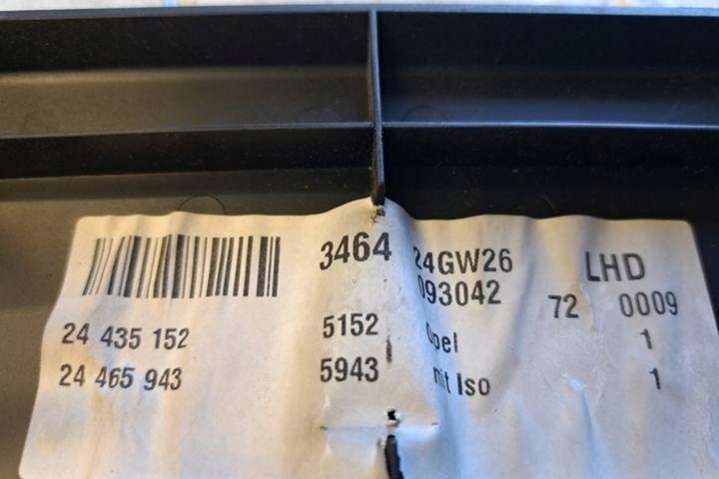 3464 24GW26 LHD
093042 72 0009
24 435 152 5152 Opel 1
24 465 943 5943 mit Iso 1